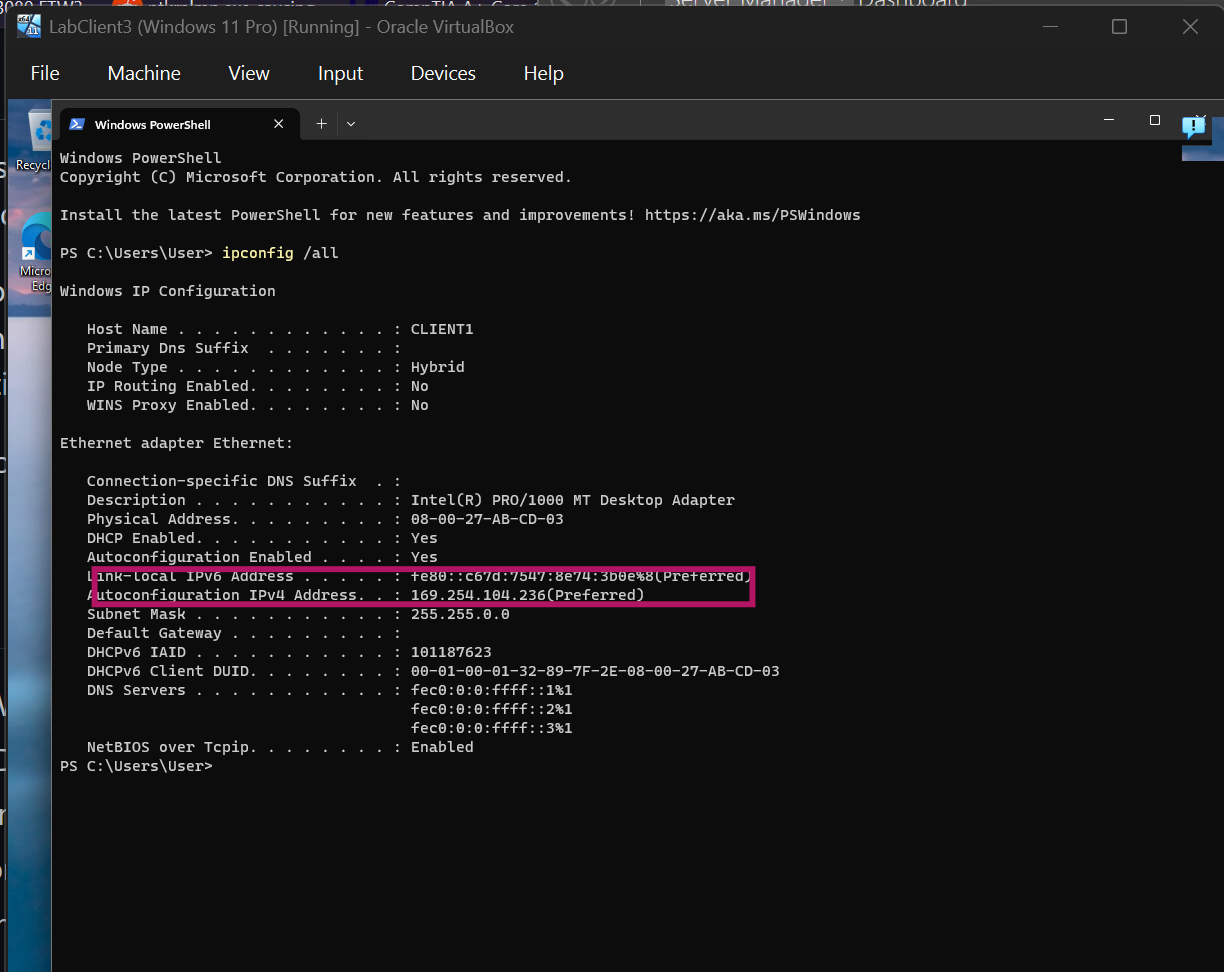 Server Manager Dashboard
LabClient3 (Windows 11 Pro) [Running] - Oracle VirtualBox
File Machine View Input Devices Help
Windows PowerShell
Recycl
Micro
Edg
Windows PowerShell
Copyright (C) Microsoft Corporation. All rights reserved.
Install the latest PowerShell for new features and improvements! https://aka.ms/PSWindows
PS C:\Users\User> ipconfig /all
Windows IP Configuration
Host Name . . . . . . . . . . . . : CLIENT1
Primary Dns Suffix  . . . . . . . :
Node Type . . . . . . . . . . . . : Hybrid
IP Routing Enabled. . . . . . . . : No
WINS Proxy Enabled. . . . . . . . : No
Ethernet adapter Ethernet:
Connection-specific DNS Suffix  . :
Description . . . . . . . . . . . : Intel(R) PRO/1000 MT Desktop Adapter
Physical Address. . . . . . . . . : 08-00-27-AB-CD-03
DHCP Enabled. . . . . . . . . . . : Yes
Autoconfiguration Enabled . . . . : Yes
Link-local IPv6 Address . . . . . : fe80::c67d:7547:8e74:3b0e%8(Preferred)
Autoconfiguration IPv4 Address. . : 169.254.104.236(Preferred)
Subnet Mask . . . . . . . . . . . : 255.255.0.0
Default Gateway . . . . . . . . . :
DHCPv6 IAID . . . . . . . . . . . : 101187623
DHCPv6 Client DUID. . . . . . . . : 00-01-00-01-32-89-7F-2E-08-00-27-AB-CD-03
DNS Servers . . . . . . . . . . . : fec0:0:0:ffff::1%1
fec0:0:0:ffff::2%1
fec0:0:0:ffff::3%1
NetBIOS over Tcpip. . . . . . . . : Enabled
PS C:\Users\User>